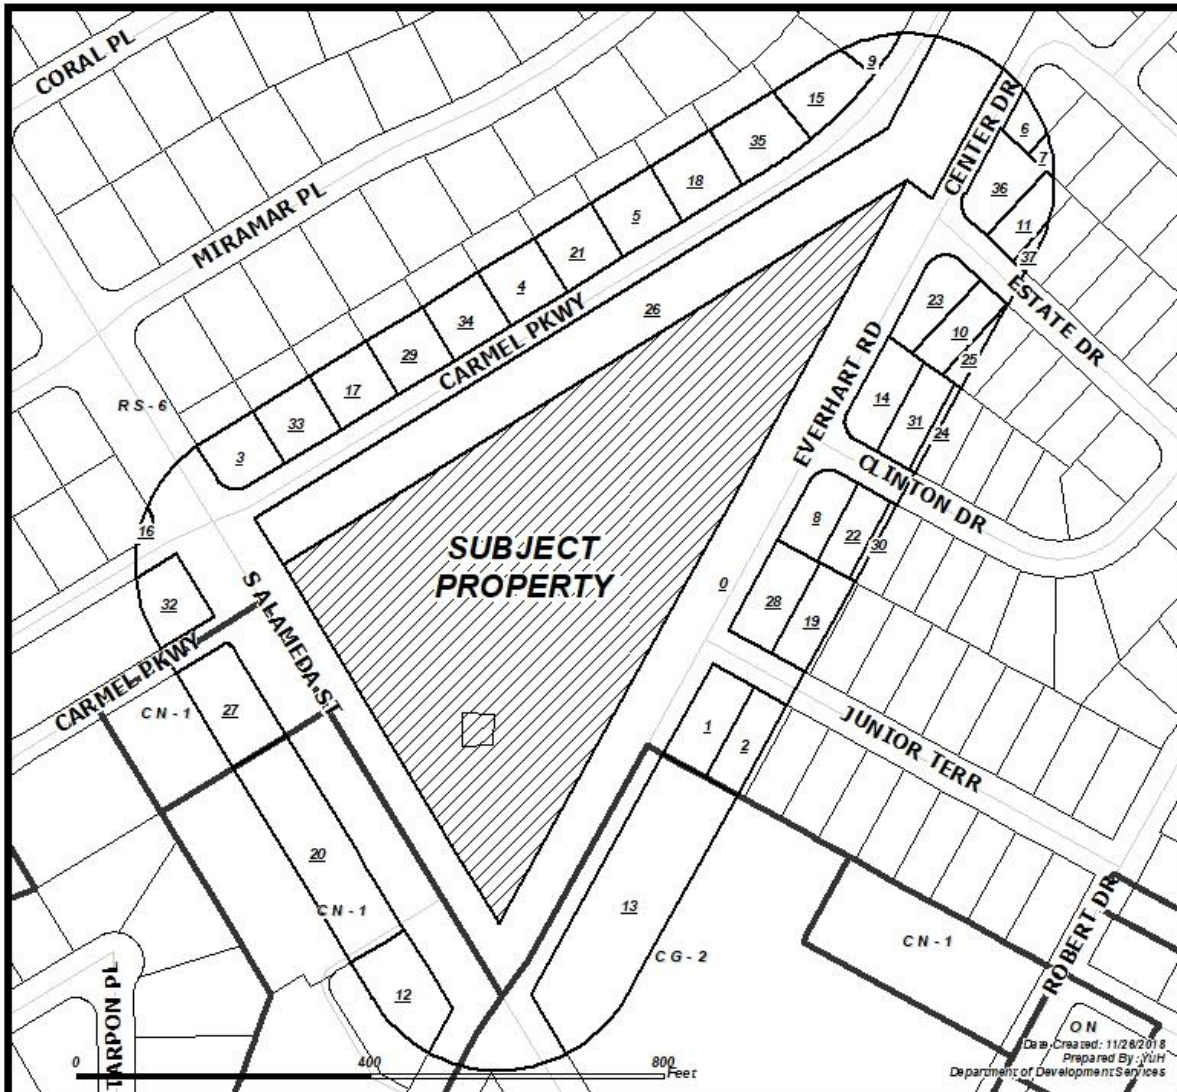 CORAL PL
9
15
CENTER DR
6
35
7
18
36
MIRAMAR PL
5
11
21
37
4
ESTATE DR
26
23
34
CARMEL PKWY
10
29
25
EVERHART RD
17
RS-6
14
33
31
24
3
CLINTON DR
8
16
22
30
SUBJECT
PROPERTY
0
S ALAMEDA ST
28
32
19
CARMEL PKWY
CN-1
27
1
2
JUNIOR TERR
20
CN-1
13
CN-1
CG-2
ROBERT DR
12
TARPON PL
ON
Date Created: 11/26/2018
Prepared By: YuH
Department of Development Services
0 400 800
Feet